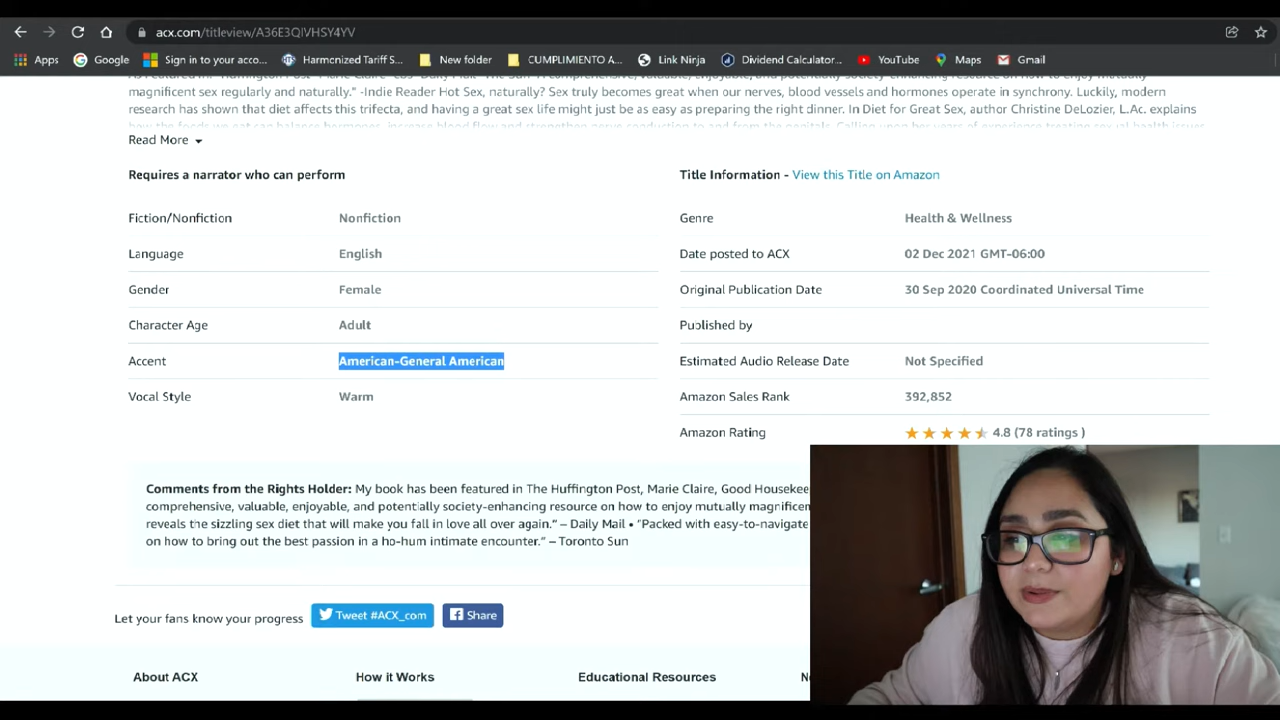 acx.com/titleview/A36E3QIVHSY4YV
Apps Google Sign in to your acco... Harmonized Tariff S... New folder CUMPLIMIENTO A... Link Ninja Dividend Calculator... YouTube Maps Gmail
magnificent sex regularly and naturally." -Indie Reader Hot Sex, naturally? Sex truly becomes great when our nerves, blood vessels and hormones operate in synchrony. Luckily, modern
research has shown that diet affects this trifecta, and having a great sex life might just be as easy as preparing the right dinner. In Diet for Great Sex, author Christine DeLozier, L.Ac. explains
Read More
Requires a narrator who can perform
Title Information - View this Title on Amazon
Fiction/Nonfiction Nonfiction
Genre Health & Wellness
Language English
Date posted to ACX 02 Dec 2021 GMT-06:00
Gender Female
Original Publication Date 30 Sep 2020 Coordinated Universal Time
Character Age Adult
Published by
Accent American-General American
Estimated Audio Release Date Not Specified
Vocal Style Warm
Amazon Sales Rank 392,852
Amazon Rating 4.8 (78 ratings )
Comments from the Rights Holder: My book has been featured in The Huffington Post, Marie Claire, Good Housekee
comprehensive, valuable, enjoyable, and potentially society-enhancing resource on how to enjoy mutually magnificen
reveals the sizzling sex diet that will make you fall in love all over again." – Daily Mail • "Packed with easy-to-navigate
on how to bring out the best passion in a ho-hum intimate encounter." – Toronto Sun
Let your fans know your progress Tweet #ACX_com Share
About ACX How it Works Educational Resources